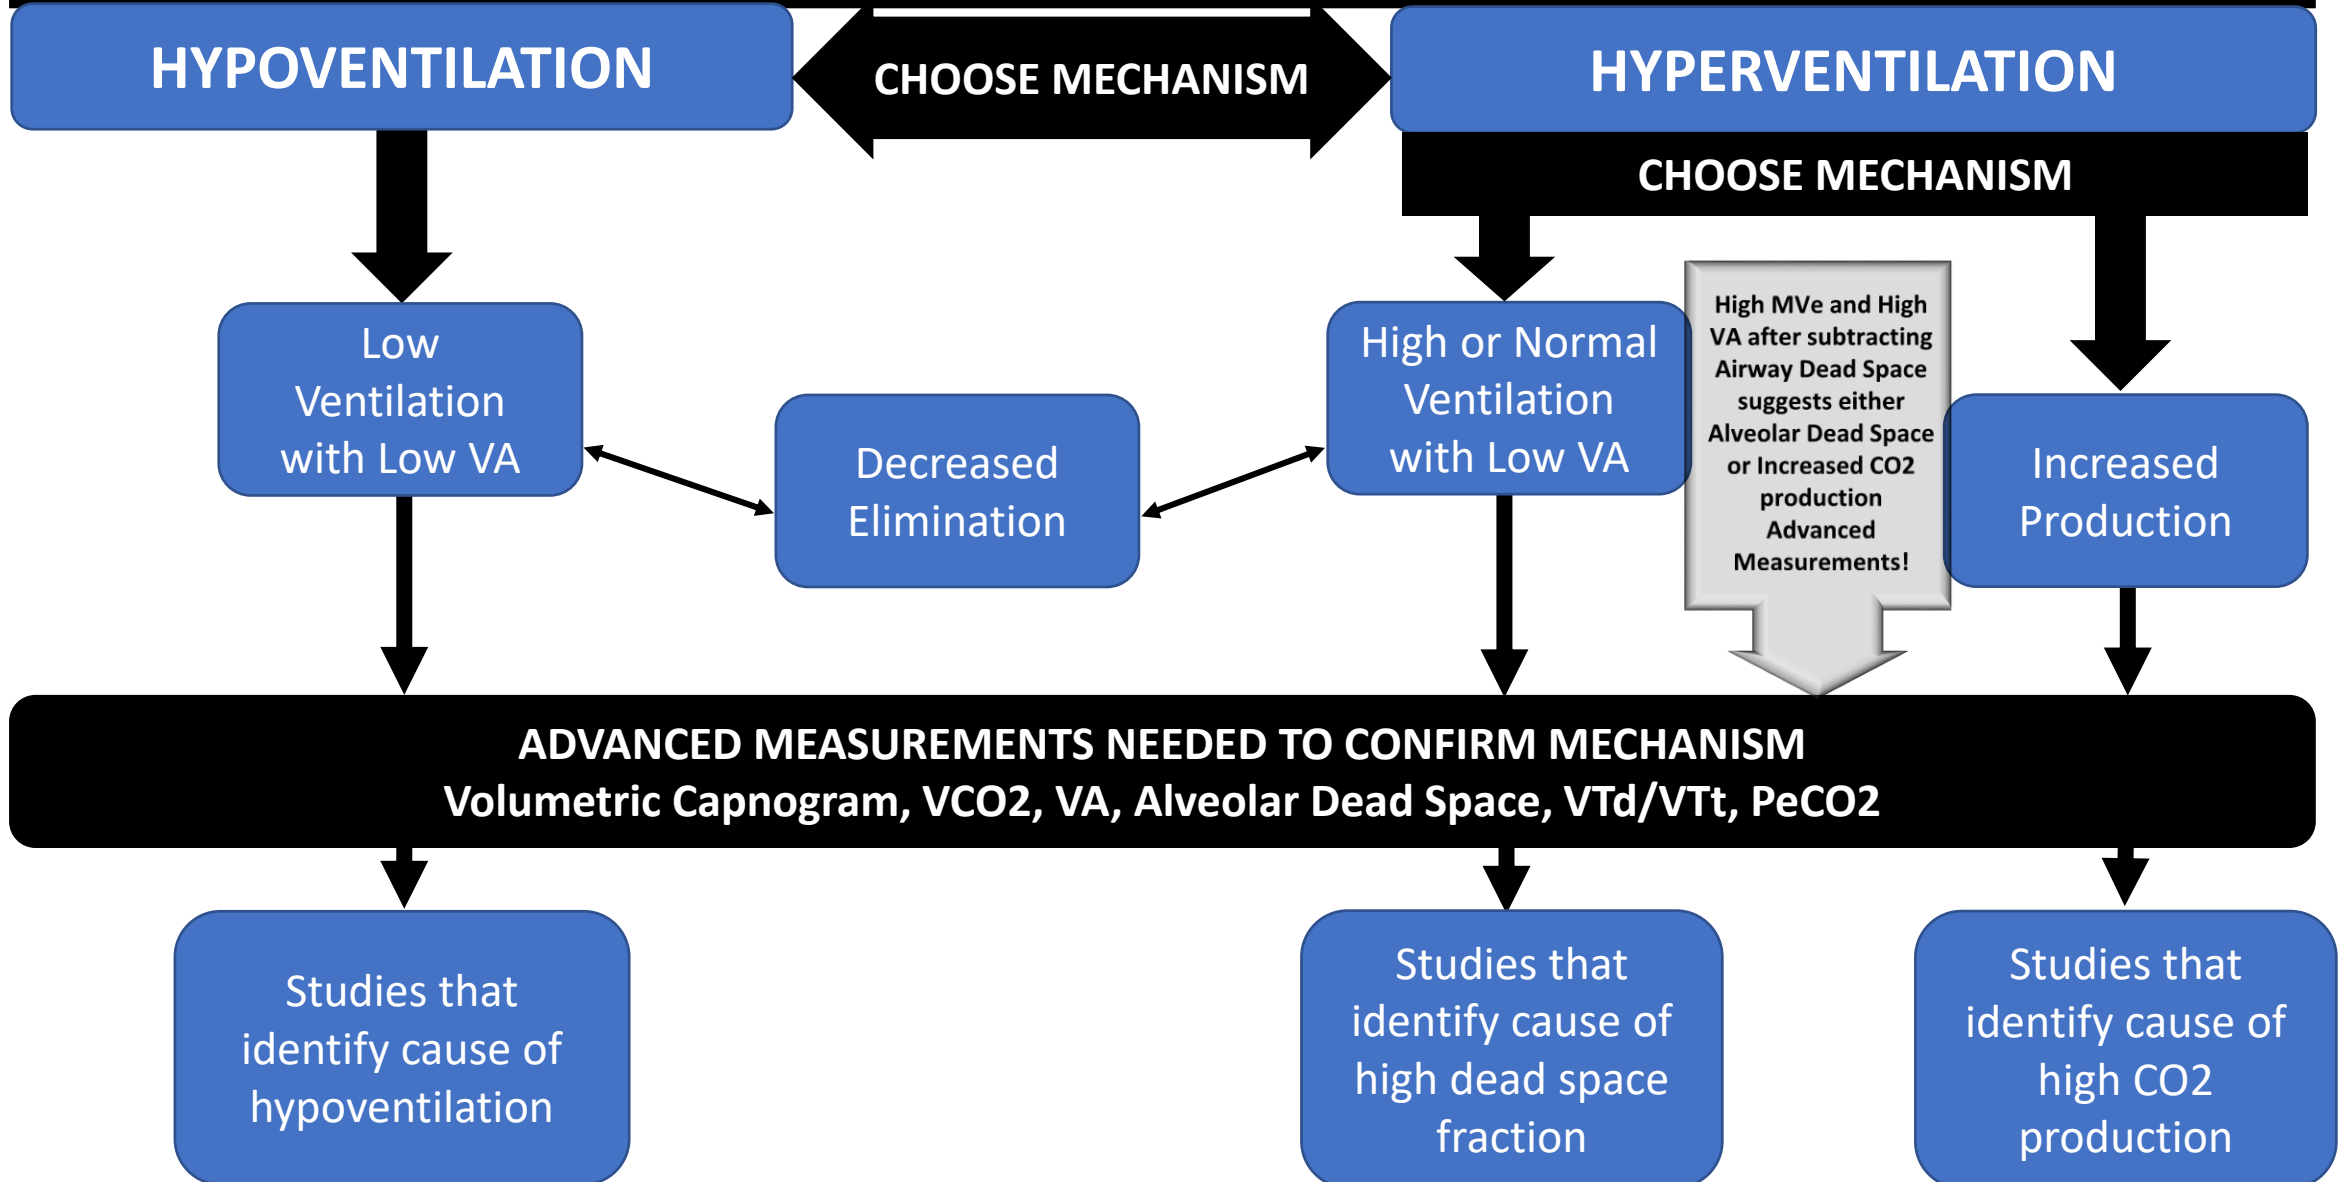 HYPOVENTILATION
CHOOSE MECHANISM
HYPERVENTILATION
CHOOSE MECHANISM
Low
Ventilation
with Low VA
Decreased
Elimination
High or Normal
Ventilation
with Low VA
High MVe and High
VA after subtracting
Airway Dead Space
suggests either
Alveolar Dead Space
or Increased CO2
production
Advanced
Measurements!
Increased
Production
ADVANCED MEASUREMENTS NEEDED TO CONFIRM MECHANISM
Volumetric Capnogram, VCO2, VA, Alveolar Dead Space, VTd/VTt, PeCO2
Studies that
identify cause of
hypoventilation
Studies that
identify cause of
high dead space
fraction
Studies that
identify cause of
high CO2
production